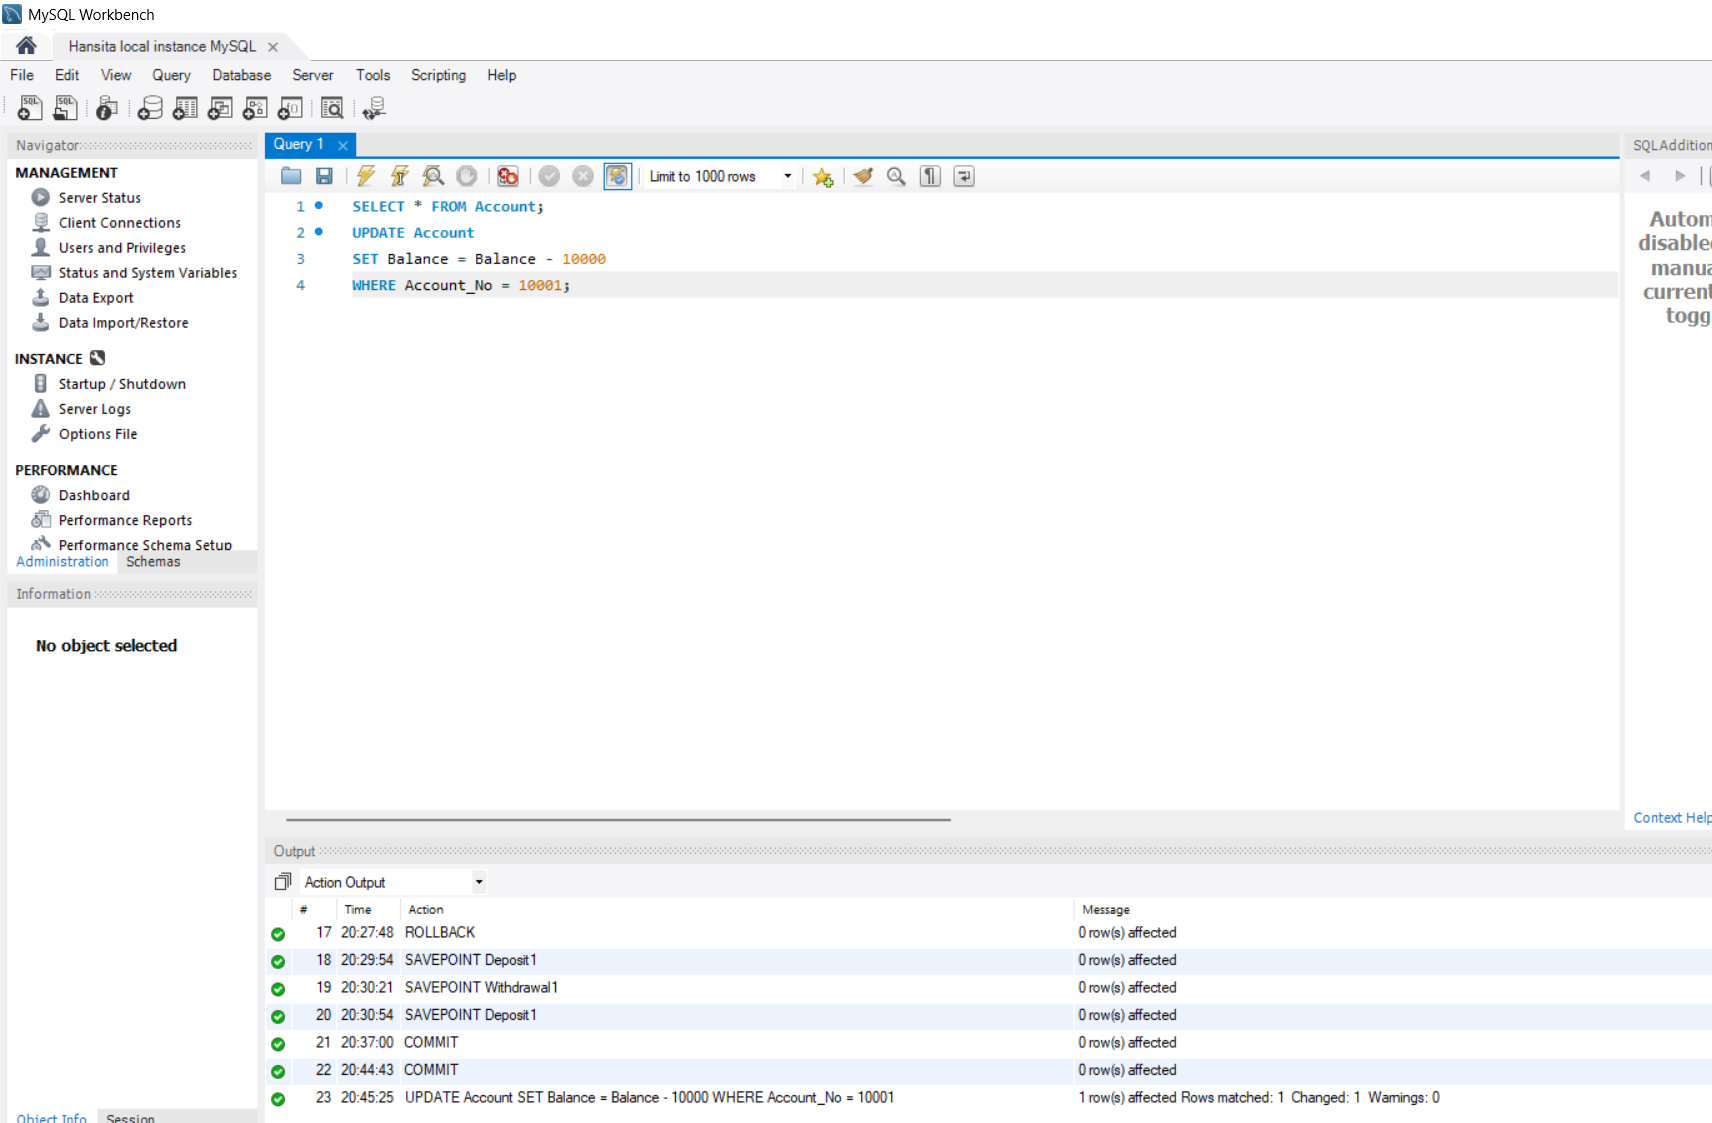 MySQL Workbench
Hansita local instance MySQL
File Edit View Query Database Server Tools Scripting Help
Navigator
MANAGEMENT
Server Status
Client Connections
Users and Privileges
Status and System Variables
Data Export
Data Import/Restore
INSTANCE
Startup / Shutdown
Server Logs
Options File
PERFORMANCE
Dashboard
Performance Reports
Performance Schema Setup
Administration Schemas
Information
No object selected
Object Info Session
Query 1
Limit to 1000 rows
1 SELECT * FROM Account;
2 UPDATE Account
3 SET Balance = Balance - 10000
4 WHERE Account_No = 10001;
SQLAddition
Autom
disable
manua
current
togg
Context Help
Output
Action Output
# Time Action Message
17 20:27:48 ROLLBACK 0 row(s) affected
18 20:29:54 SAVEPOINT Deposit1 0 row(s) affected
19 20:30:21 SAVEPOINT Withdrawal1 0 row(s) affected
20 20:30:54 SAVEPOINT Deposit1 0 row(s) affected
21 20:37:00 COMMIT 0 row(s) affected
22 20:44:43 COMMIT 0 row(s) affected
23 20:45:25 UPDATE Account SET Balance = Balance - 10000 WHERE Account_No = 10001 1 row(s) affected Rows matched: 1 Changed: 1 Warnings: 0